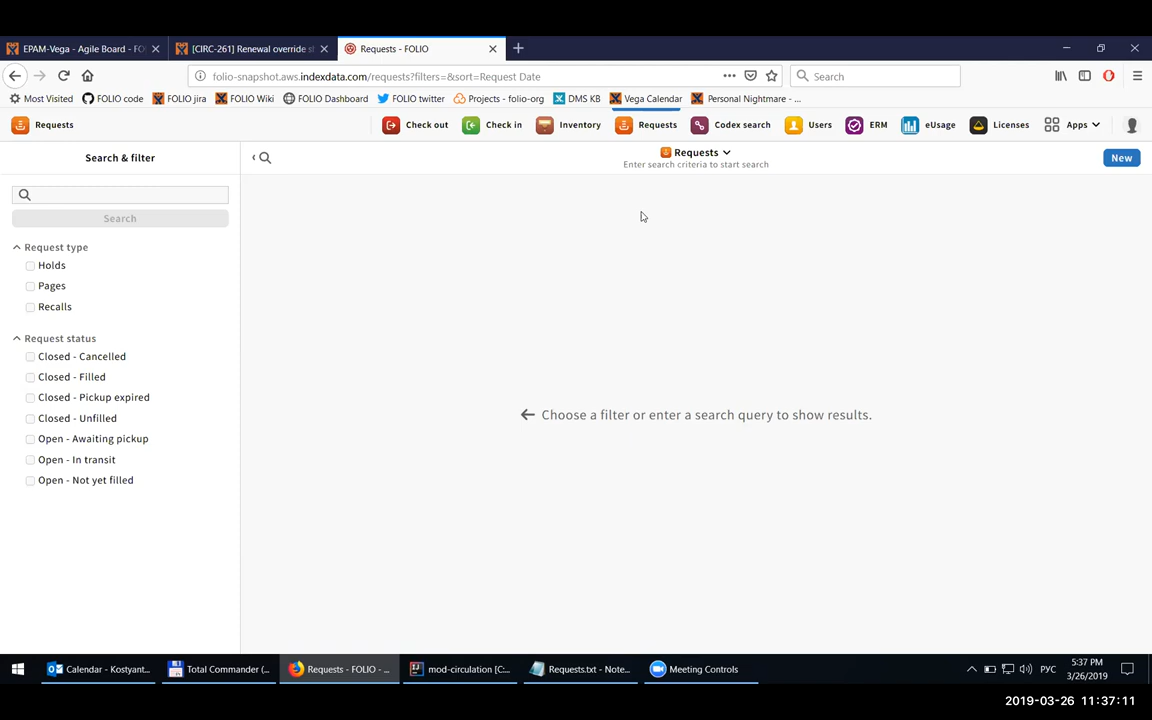 EPAM-Vega - Agile Board - FO
[CIRC-261] Renewal override st
Requests - FOLIO
folio-snapshot.aws.indexdata.com/requests?filters=&sort=Request Date
Search
Most Visited
FOLIO code
FOLIO jira
FOLIO Wiki
FOLIO Dashboard
FOLIO twitter
Projects - folio-org
DMS KB
Vega Calendar
Personal Nightmare - ...
Requests
Check out
Check in
Inventory
Requests
Codex search
Users
ERM
eUsage
Licenses
Apps
Search & filter
Requests
Enter search criteria to start search
New
Search
Request type
Holds
Pages
Recalls
Request status
Closed - Cancelled
Closed - Filled
Closed - Pickup expired
Closed - Unfilled
Open - Awaiting pickup
Open - In transit
Open - Not yet filled
Choose a filter or enter a search query to show results.
Calendar - Kostyant...
Total Commander (...
Requests - FOLIO - ...
mod-circulation [C:...
Requests.txt - Note...
Meeting Controls
РУС
5:37 PM
3/26/2019
2019-03-26 11:37:11